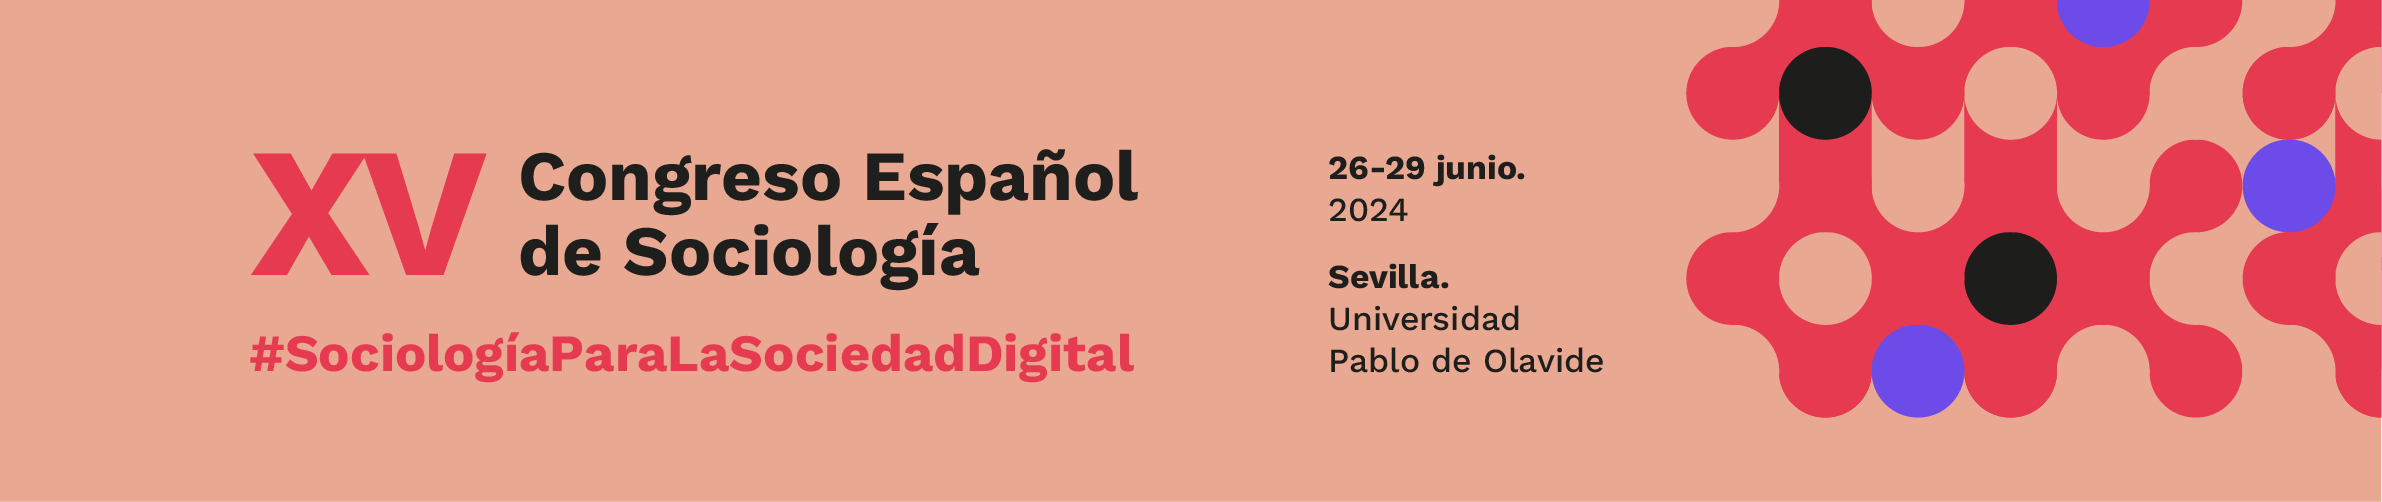 XV
Congreso Español
de Sociología
#SociologíaParaLaSociedadDigital
26-29 junio.
2024
Sevilla.
Universidad
Pablo de Olavide